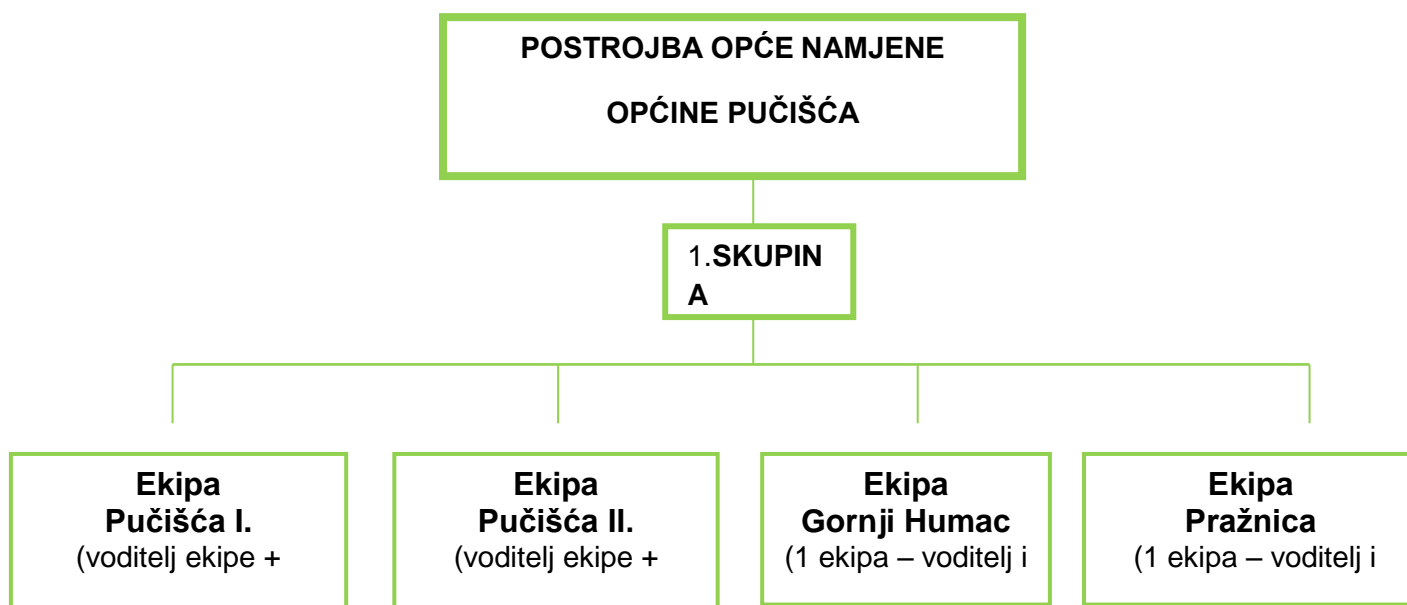 POSTROJBA OPĆE NAMJENE
OPĆINE PUČIŠĆA
1.SKUPIN
A
Ekipa
Pučišća I.
(voditelj ekipe +
Ekipa
Pučišća II.
(voditelj ekipe +
Ekipa
Gornji Humac
(1 ekipa – voditelj i
Ekipa
Pražnica
(1 ekipa – voditelj i